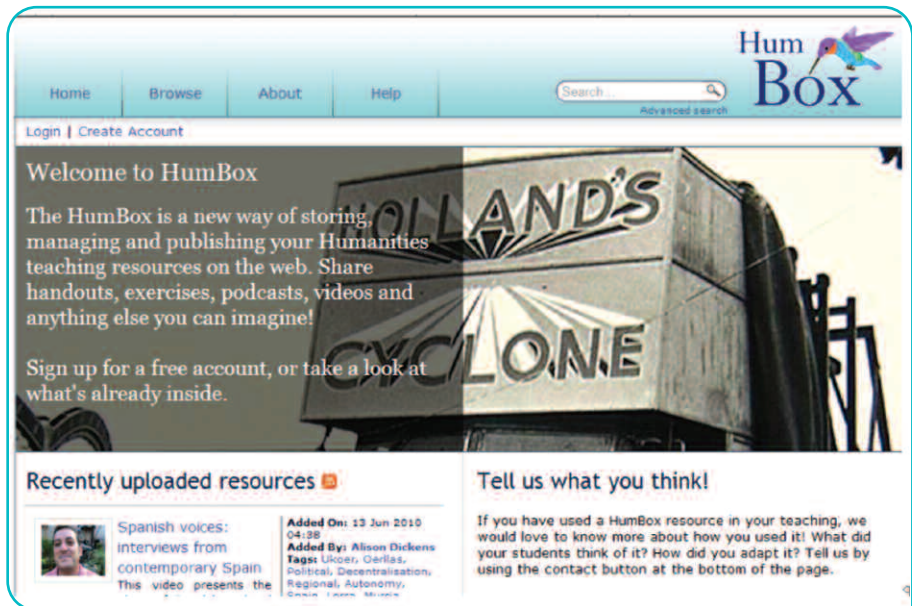 Hum
Box
Home Browse About Help
Search...
Advanced search
Login | Create Account
Welcome to HumBox
The HumBox is a new way of storing,
managing and publishing your Humanities
teaching resources on the web. Share
handouts, exercises, podcasts, videos and
anything else you can imagine!
Sign up for a free account, or take a look at
what's already inside.
HOLLAND'S
CYCLONE
Recently uploaded resources
Spanish voices:
interviews from
contemporary Spain
This video presents the
Added On: 13 Jun 2010
04:38
Added By: Alison Dickens
Tags: Ukoer, Oerllas,
Political, Decentralisation,
Regional, Autonomy,
Spain, Lorca, Murcia,
Tell us what you think!
If you have used a HumBox resource in your teaching, we
would love to know more about how you used it! What did
your students think of it? How did you adapt it? Tell us by
using the contact button at the bottom of the page.